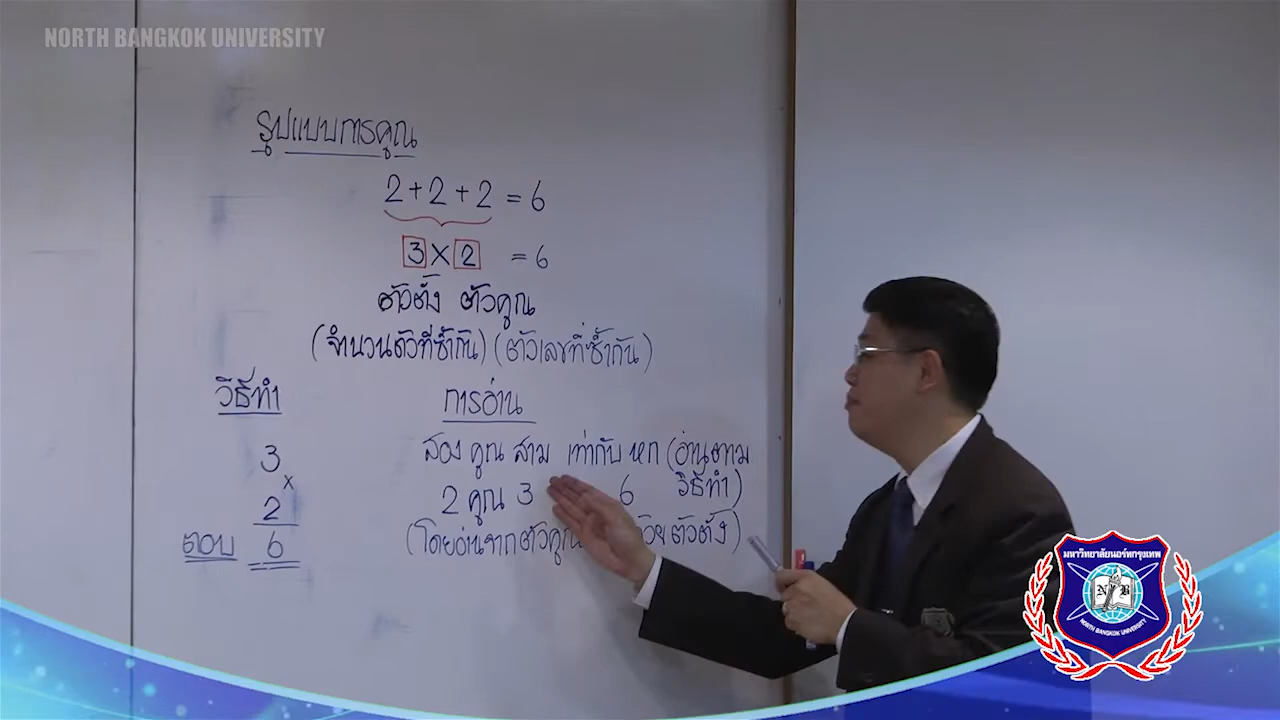 NORTH BANGKOK UNIVERSITY
รูปแบบการคูณ
2+2+2 = 6
3 X 2 = 6
ตัวตั้ง ตัวคูณ
(จำนวนตัวที่ซ้ำกัน) (ตัวเลขที่ซ้ำกัน)
วิธีทำ
3
x
2
ตอบ 6
การอ่าน
สอง คูณ สาม เท่ากับ หก (อ่านตาม
2 คูณ 3 6 วิธีทำ)
(โดยอ่านจากตัวคูณ ด้วยตัวตั้ง)
มหาวิทยาลัยนอร์ทกรุงเทพ
N B
NORTH BANGKOK UNIVERSITY